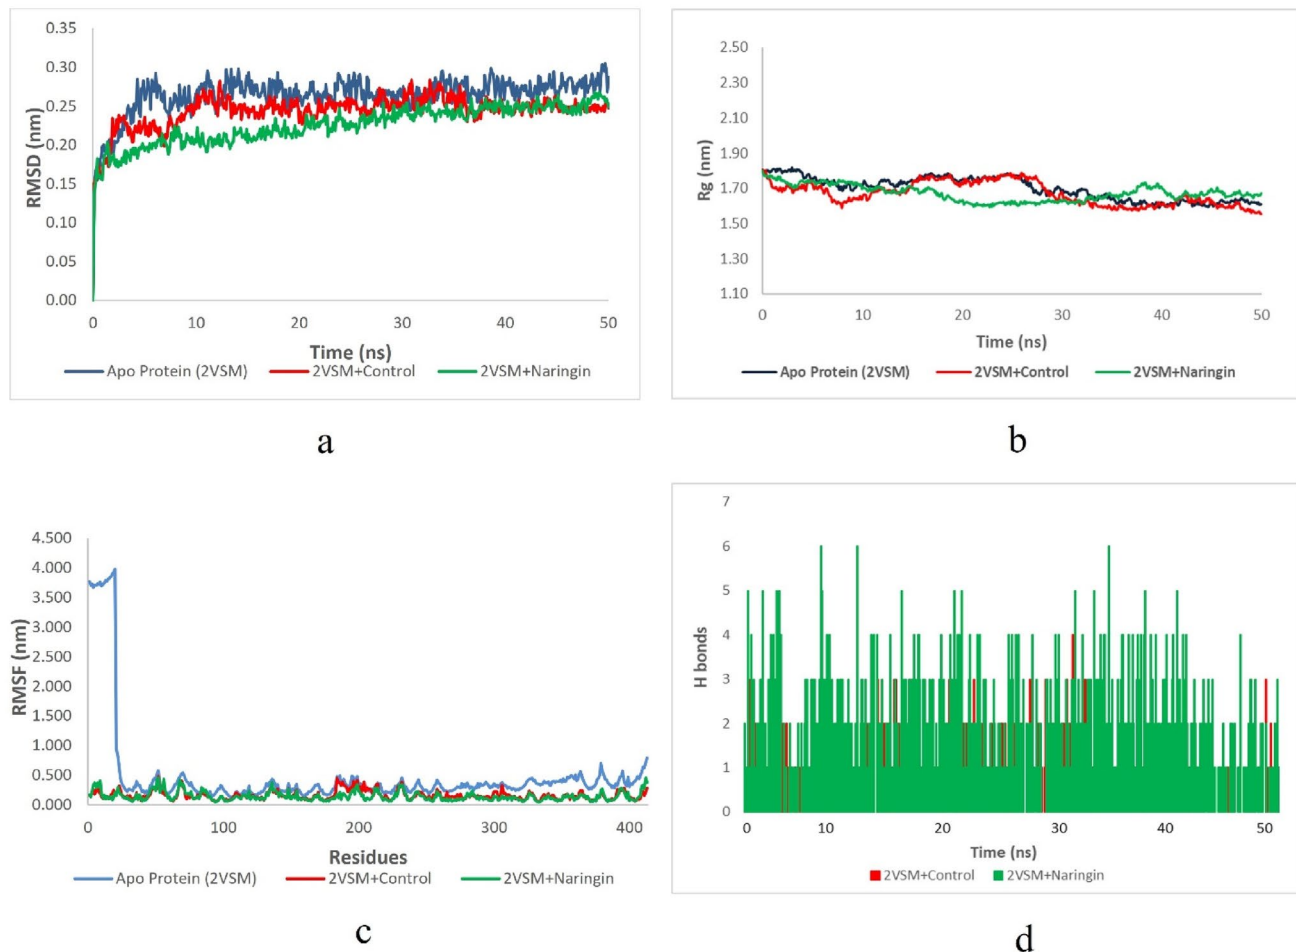 0.35
0.30
0.25
0.20
0.15
0.10
0.05
0.00
RMSD (nm)
0 10 20 30 40 50
Time (ns)
Apo Protein (2VSM) 2VSM+Control 2VSM+Naringin
a
2.50
2.30
2.10
1.90
1.70
1.50
1.30
1.10
Rg (nm)
0 10 20 30 40 50
Time (ns)
Apo Protein (2VSM) 2VSM+Control 2VSM+Naringin
b
4.500
4.000
3.500
3.000
2.500
2.000
1.500
1.000
0.500
0.000
RMSF (nm)
0 100 200 300 400
Residues
Apo Protein (2VSM) 2VSM+Control 2VSM+Naringin
c
7
6
5
4
3
2
1
0
H bonds
0 10 20 30 40 50
Time (ns)
2VSM+Control 2VSM+Naringin
d